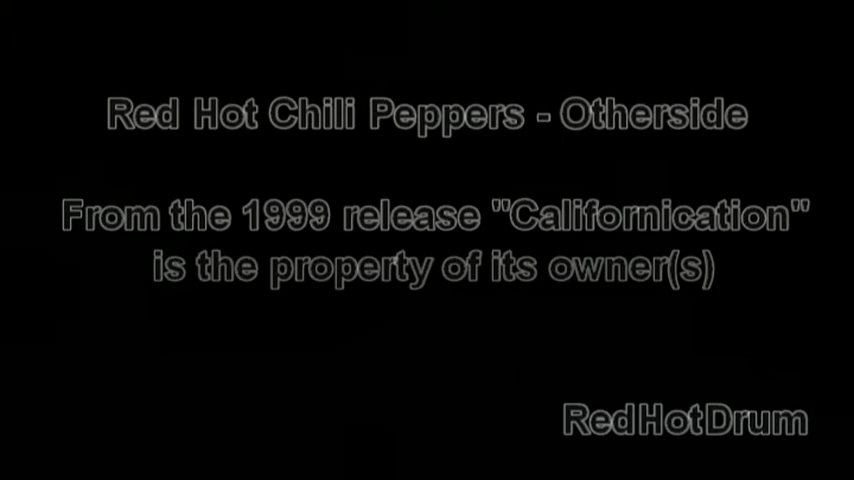 Red Hot Chili Peppers - Otherside
From the 1999 release "Californication"
is the property of its owner(s)
RedHotDrum